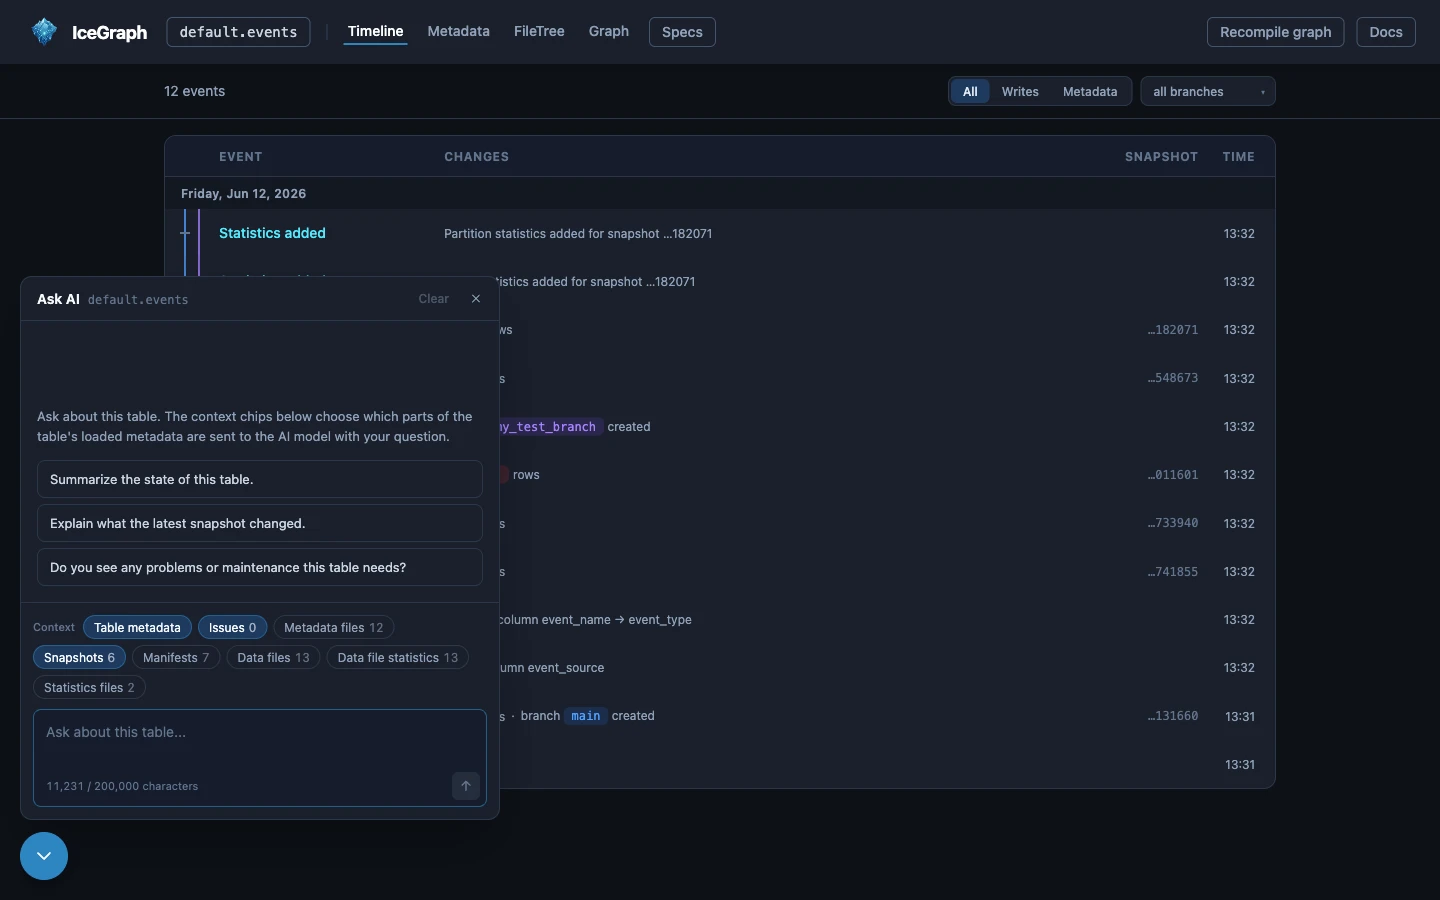 IceGraph default.events Timeline Metadata FileTree Graph Specs Recompile graph Docs
12 events All Writes Metadata all branches
EVENT CHANGES SNAPSHOT TIME
Friday, Jun 12, 2026
Statistics added Partition statistics added for snapshot …182071 13:32
added for snapshot …182071 13:32
Ask AI default.events Clear
…182071 13:32
…548673 13:32
my_test_branch created 13:32
Ask about this table. The context chips below choose which parts of the
table's loaded metadata are sent to the AI model with your question.
rows …011601 13:32
Summarize the state of this table.
Explain what the latest snapshot changed. …733940 13:32
Do you see any problems or maintenance this table needs? …741855 13:32
column event_name → event_type 13:32
Context Table metadata Issues 0 Metadata files 12
Snapshots 6 Manifests 7 Data files 13 Data file statistics 13
event_source 13:32
Statistics files 2
· branch main created …131660 13:31
Ask about this table...
13:31
11,231 / 200,000 characters